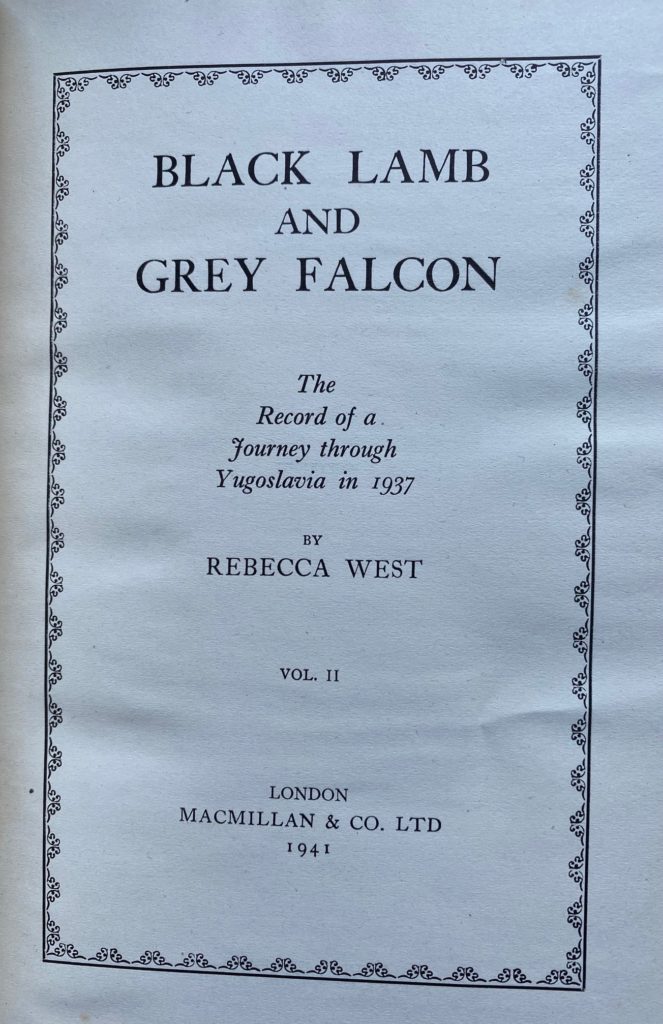 BLACK LAMB
AND
GREY FALCON
The
Record of a
Journey through
Yugoslavia in 1937
BY
REBECCA WEST
VOL. II
LONDON
MACMILLAN & CO. LTD
1941